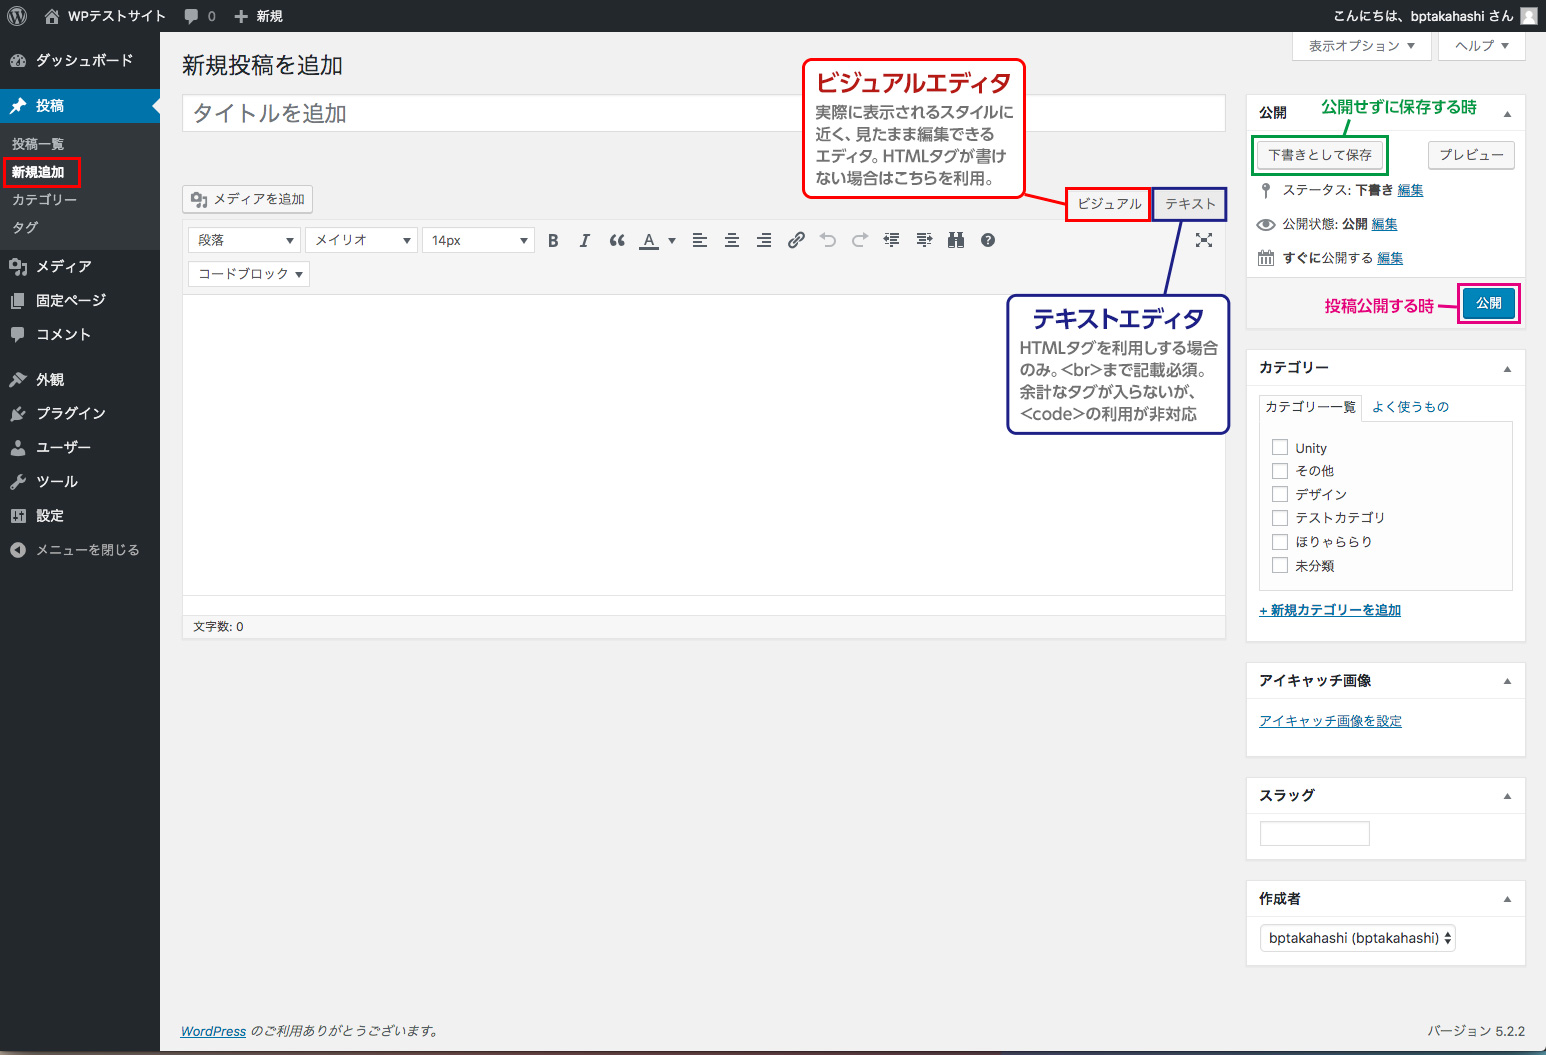 WPテストサイト 0 新規 こんにちは、bptakahashi さん
ダッシュボード
投稿
投稿一覧
新規追加
カテゴリー
タグ
メディア
固定ページ
コメント
外観
プラグイン
ユーザー
ツール
設定
メニューを閉じる
表示オプション ヘルプ
新規投稿を追加
タイトルを追加
ビジュアルエディタ
実際に表示されるスタイルに
近く、見たまま編集できる
エディタ。HTMLタグが書け
ない場合はこちらを利用。
メディアを追加
ビジュアル テキスト
段落 メイリオ 14px B I A
コードブロック
テキストエディタ
HTMLタグを利用しする場合
のみ。<br>まで記載必須。
余計なタグが入らないが、
<code>の利用が非対応
文字数: 0
公開
公開せずに保存する時
下書きとして保存 プレビュー
ステータス: 下書き 編集
公開状態: 公開 編集
すぐに公開する 編集
投稿公開する時 公開
カテゴリー
カテゴリー一覧 よく使うもの
Unity
その他
デザイン
テストカテゴリ
ほりゃららり
未分類
+ 新規カテゴリーを追加
アイキャッチ画像
アイキャッチ画像を設定
スラッグ
作成者
bptakahashi (bptakahashi)
WordPress のご利用ありがとうございます。
バージョン 5.2.2